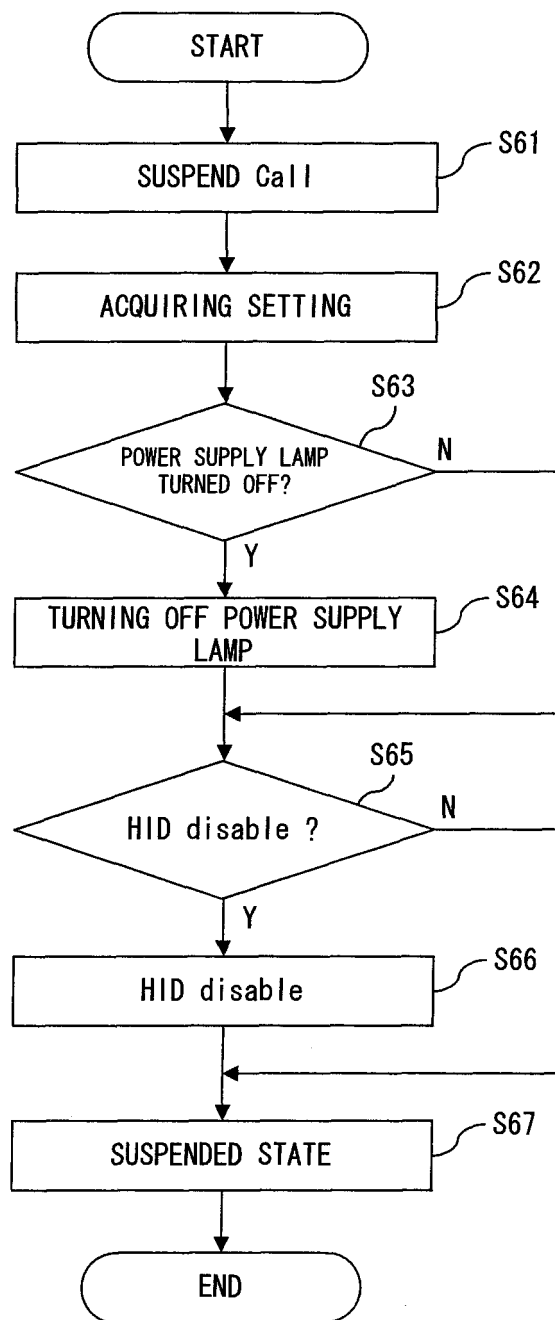 START
S61
SUSPEND Call
S62
ACQUIRING SETTING
S63
POWER SUPPLY LAMP
TURNED OFF?
N
Y
S64
TURNING OFF POWER SUPPLY
LAMP
S65
HID disable ?
N
Y
S66
HID disable
S67
SUSPENDED STATE
END